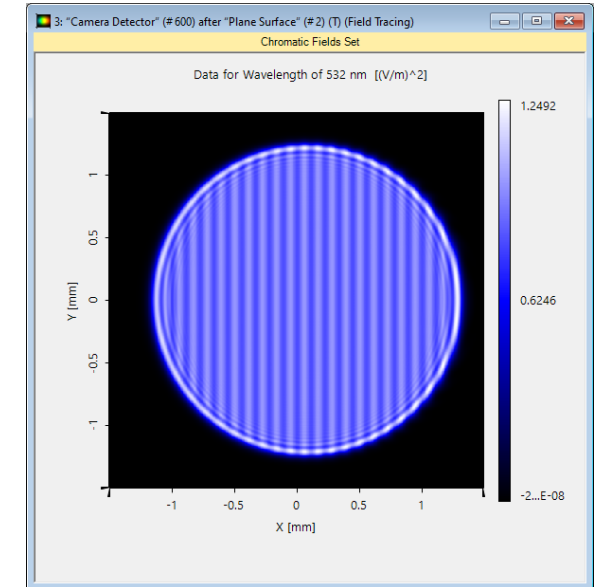 3: "Camera Detector" (# 600) after "Plane Surface" (# 2) (T) (Field Tracing)
Chromatic Fields Set
Data for Wavelength of 532 nm [(V/m)^2]
1.2492
0.6246
-2...E-08
Y [mm]
1
0.5
0
-0.5
-1
-1
-0.5
0
0.5
1
X [mm]